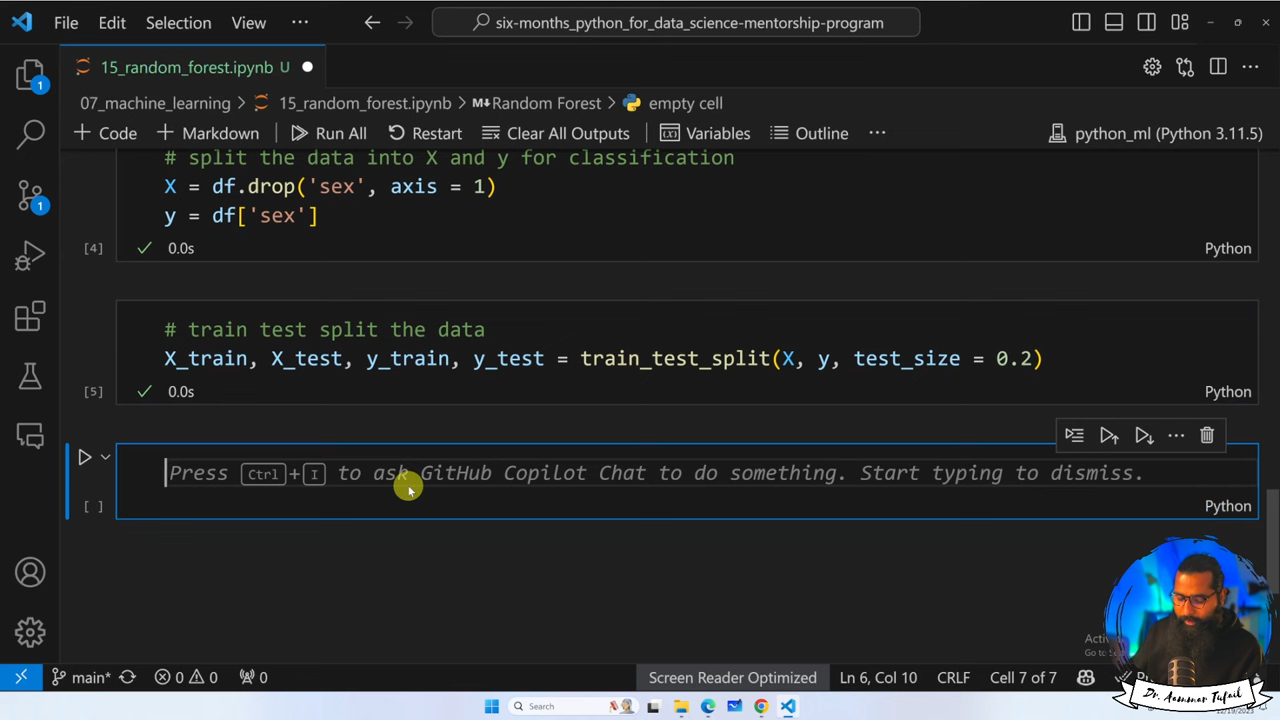 File Edit Selection View ··· six-months_python_for_data_science-mentorship-program
15_random_forest.ipynb U
07_machine_learning > 15_random_forest.ipynb > M↓Random Forest > empty cell
+ Code + Markdown Run All Restart Clear All Outputs Variables Outline ··· python_ml (Python 3.11.5)
# split the data into X and y for classification
X = df.drop('sex', axis = 1)
y = df['sex']
[4] ✓ 0.0s Python
# train test split the data
X_train, X_test, y_train, y_test = train_test_split(X, y, test_size = 0.2)
[5] ✓ 0.0s Python
Press Ctrl+I to ask GitHub Copilot Chat to do something. Start typing to dismiss.
[ ] Python
1
1
main* 0 0 0 Screen Reader Optimized Ln 6, Col 10 CRLF Cell 7 of 7
Dr. Aammar Tufail
Search
12/19/2023